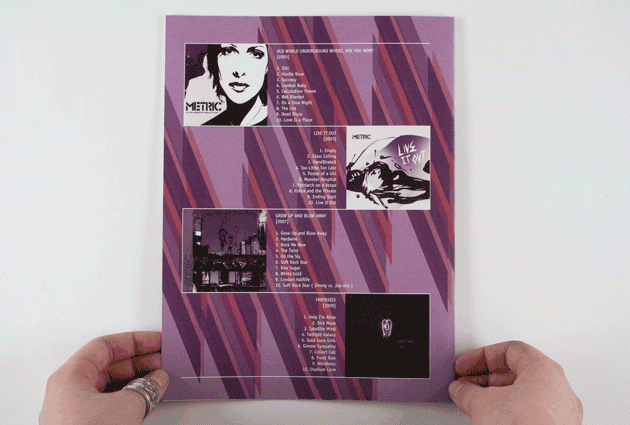 OLD WORLD UNDERGROUND WHERE, ARE YOU NOW?
[2003]
1. IOU
2. Hustle Rose
3. Succexy
4. Combat Baby
5. Calculation Theme
6. Wet Blanket
7. On a Slow Night
8. The List
9. Dead Disco
10. Love Is a Place
METRIC
LIVE IT OUT
[2005]
1. Empty
2. Glass Ceiling
3. Handshakes
4. Too Little Too Late
5. Poster of a Girl
6. Monster Hospital
7. Patriarch on a Vespa
8. Police and the Private
9. Ending Start
10. Live It Out
METRIC
LIVE
IT OUT
GROW UP AND BLOW AWAY
[2007]
1. Grow Up and Blow Away
2. Hardwire
3. Rock Me Now
4. The Twist
5. On the Sly
6. Soft Rock Star
7. Raw Sugar
8. White Gold
9. London Halflife
10. Soft Rock Star ( Jimmy vs. Joe mix )
FANTASIES
[2009]
1. Help I'm Alive
2. Sick Muse
3. Satellite Mind
4. Twilight Galaxy
5. Gold Guns Girls
6. Gimme Sympathy
7. Collect Call
8. Front Row
9. Blindness
10. Stadium Love
METRIC